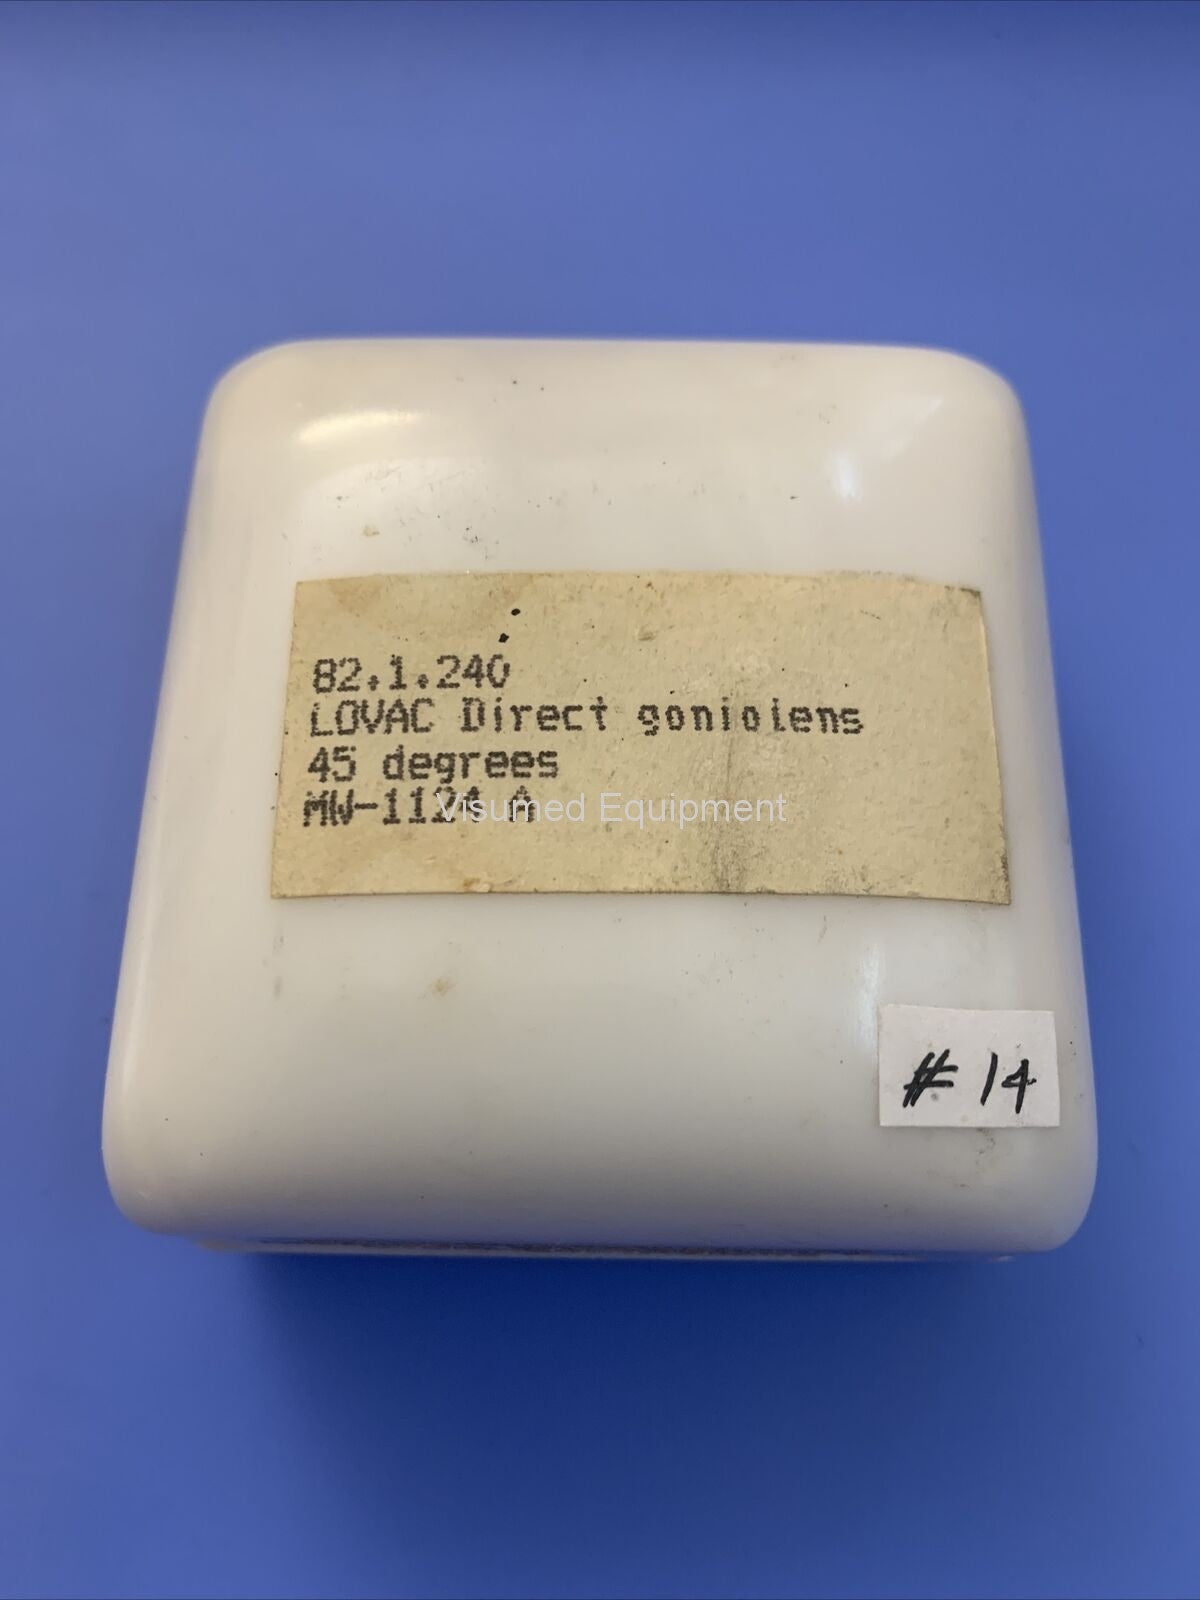 82.1.240
LOVAC Direct goniolens
45 degrees
MW-1124 A
Visumed Equipment
# 14